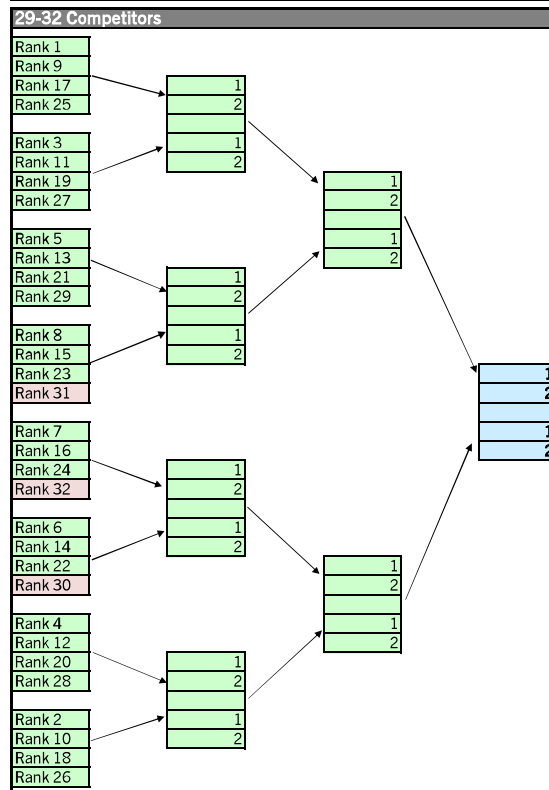 29-32 Competitors
Rank 1
Rank 9
Rank 17
Rank 25
Rank 3
Rank 11
Rank 19
Rank 27
Rank 5
Rank 13
Rank 21
Rank 29
Rank 8
Rank 15
Rank 23
Rank 31
Rank 7
Rank 16
Rank 24
Rank 32
Rank 6
Rank 14
Rank 22
Rank 30
Rank 4
Rank 12
Rank 20
Rank 28
Rank 2
Rank 10
Rank 18
Rank 26
1
2
1
2
1
2
1
2
1
2
1
2
1
2
1
2
1
2
1
2
1
2
1
2
1
2
1
2